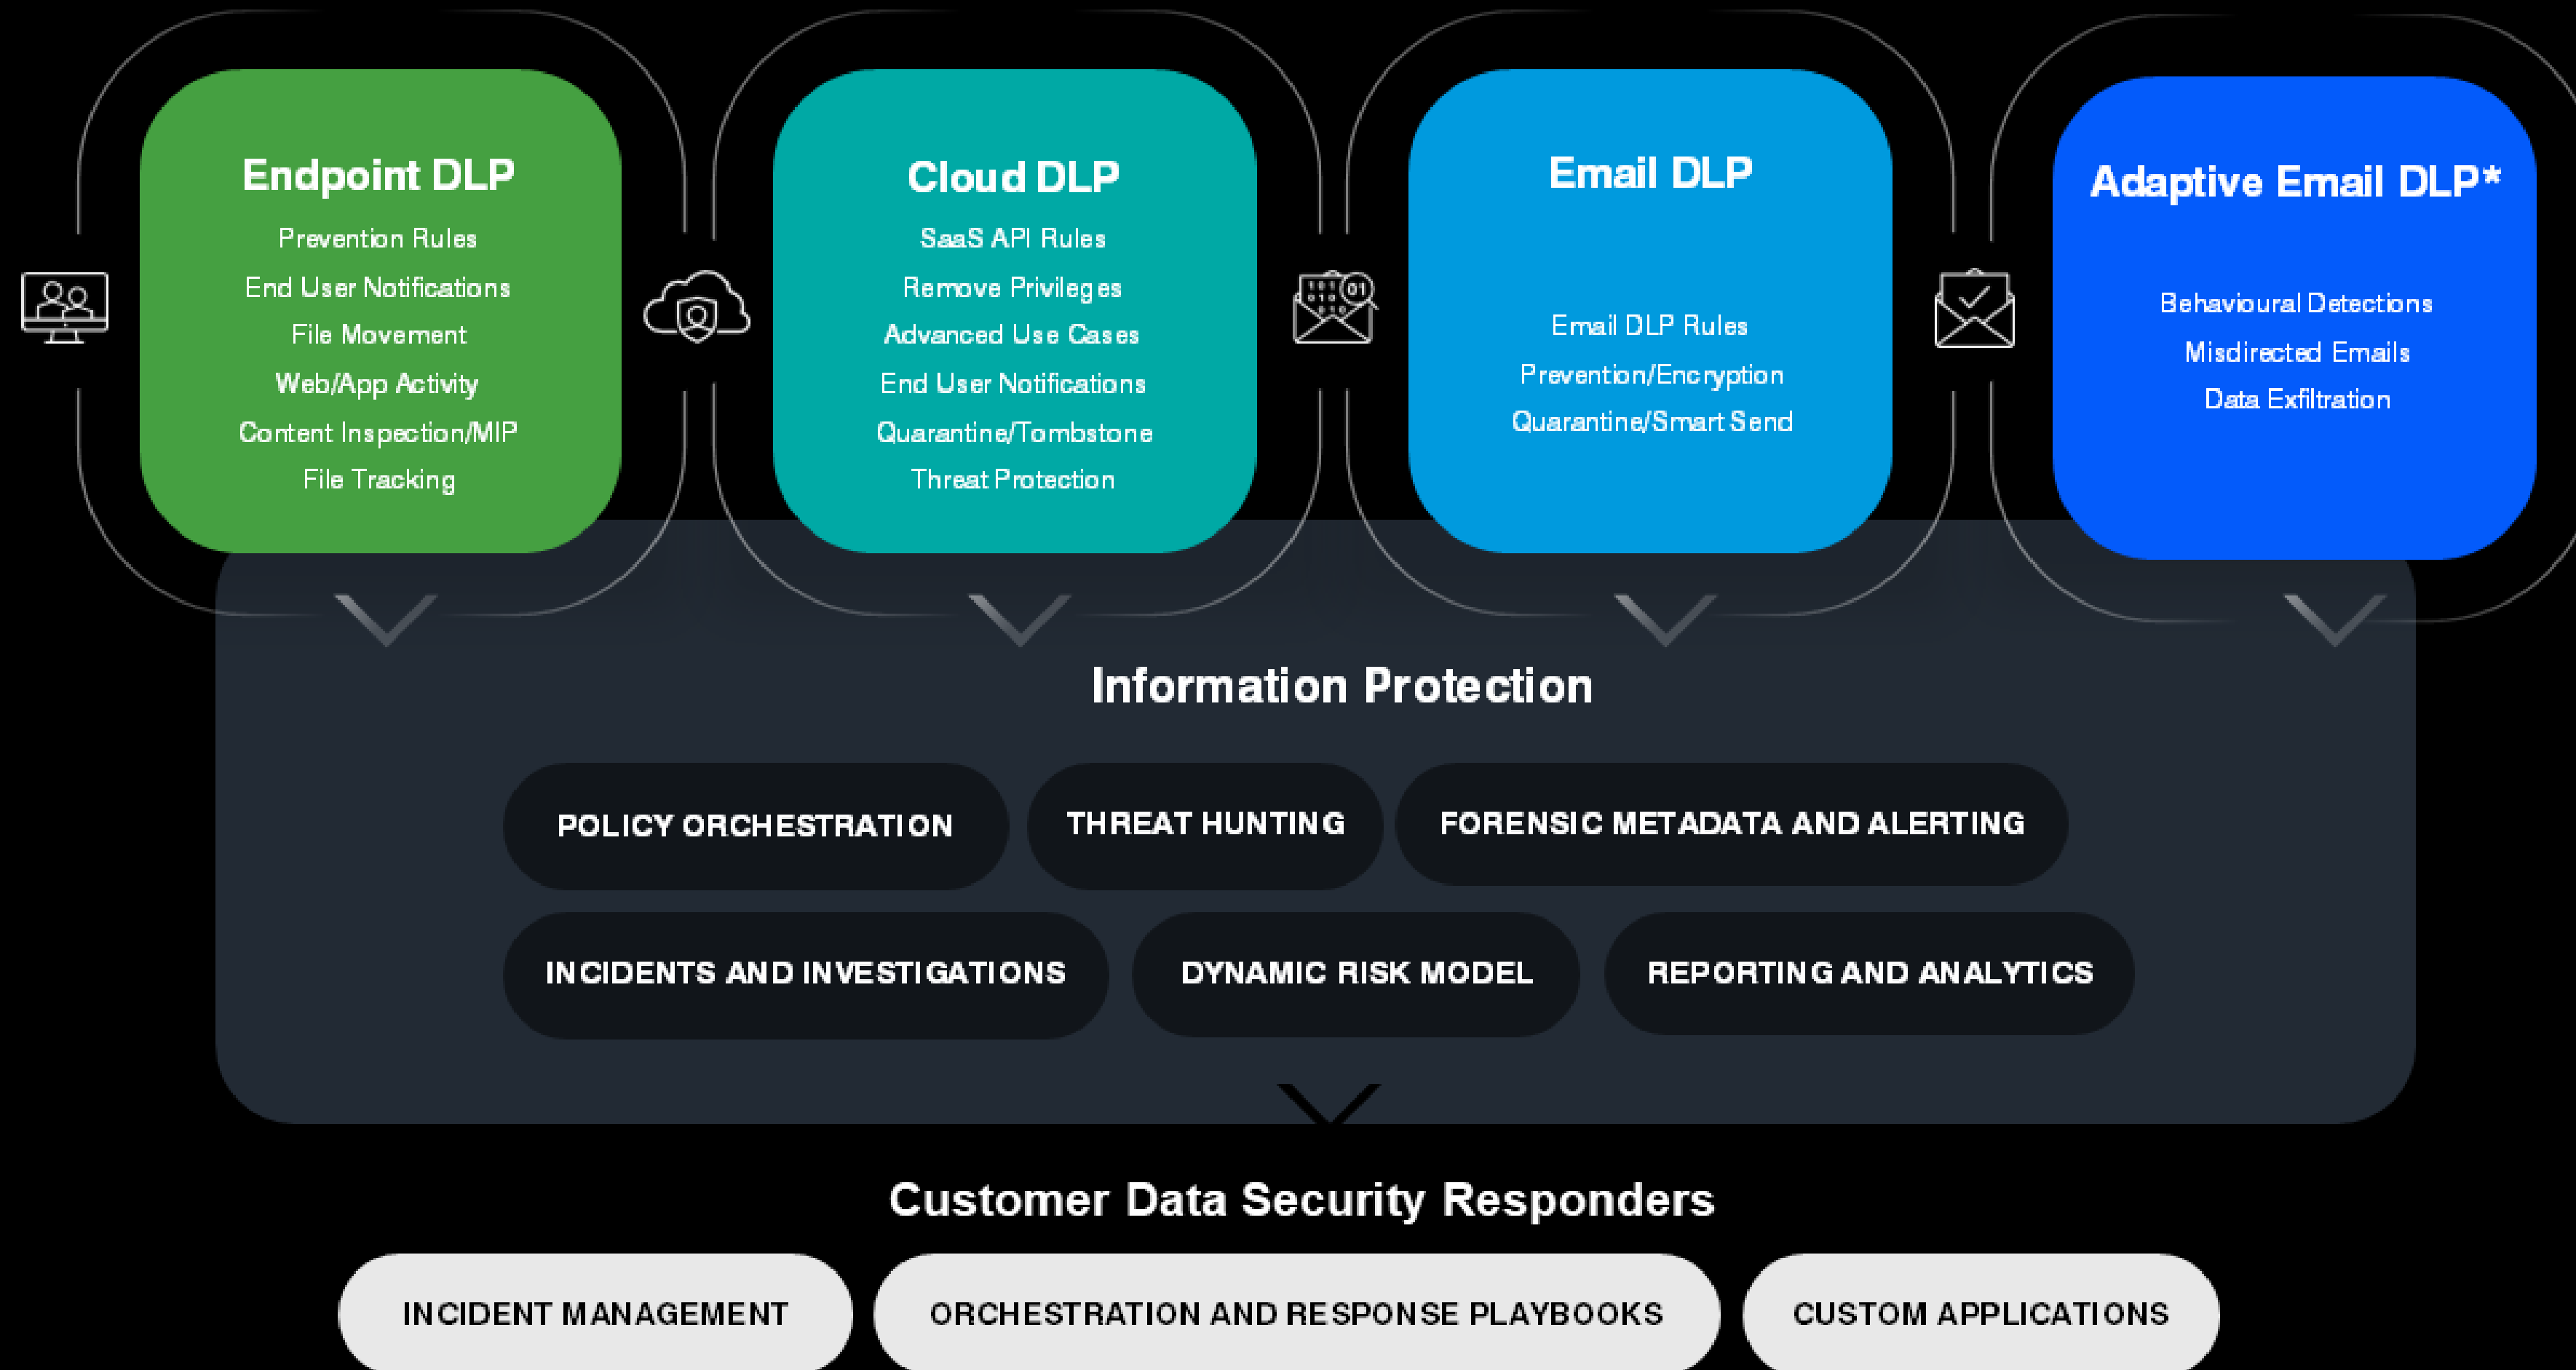 Endpoint DLP
Prevention Rules
End User Notifications
File Movement
Web/App Activity
Content Inspection/MIP
File Tracking
Cloud DLP
SaaS API Rules
Remove Privileges
Advanced Use Cases
End User Notifications
Quarantine/Tombstone
Threat Protection
101
010
010
01
Email DLP
Email DLP Rules
Prevention/Encryption
Quarantine/Smart Send
Adaptive Email DLP*
Behavioural Detections
Misdirected Emails
Data Exfiltration
Information Protection
POLICY ORCHESTRATION
THREAT HUNTING
FORENSIC METADATA AND ALERTING
INCIDENTS AND INVESTIGATIONS
DYNAMIC RISK MODEL
REPORTING AND ANALYTICS
Customer Data Security Responders
INCIDENT MANAGEMENT
ORCHESTRATION AND RESPONSE PLAYBOOKS
CUSTOM APPLICATIONS